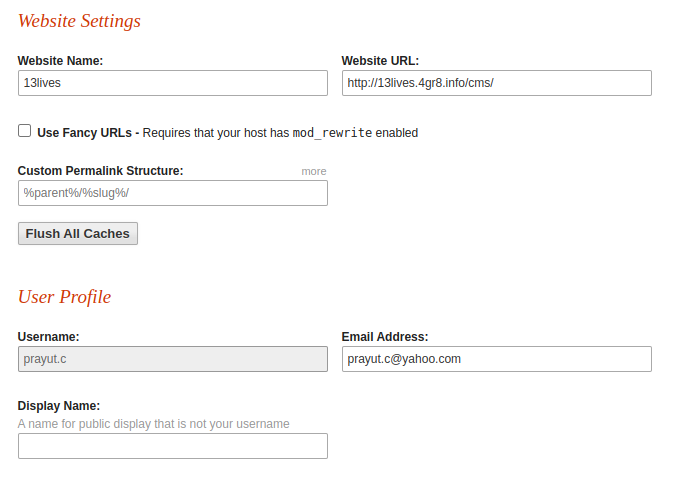 Website Settings
Website Name: Website URL:
13lives http://13lives.4gr8.info/cms/
Use Fancy URLs - Requires that your host has mod_rewrite enabled
Custom Permalink Structure: more
%parent%/%slug%/
Flush All Caches
User Profile
Username: Email Address:
prayut.c prayut.c@yahoo.com
Display Name:
A name for public display that is not your username